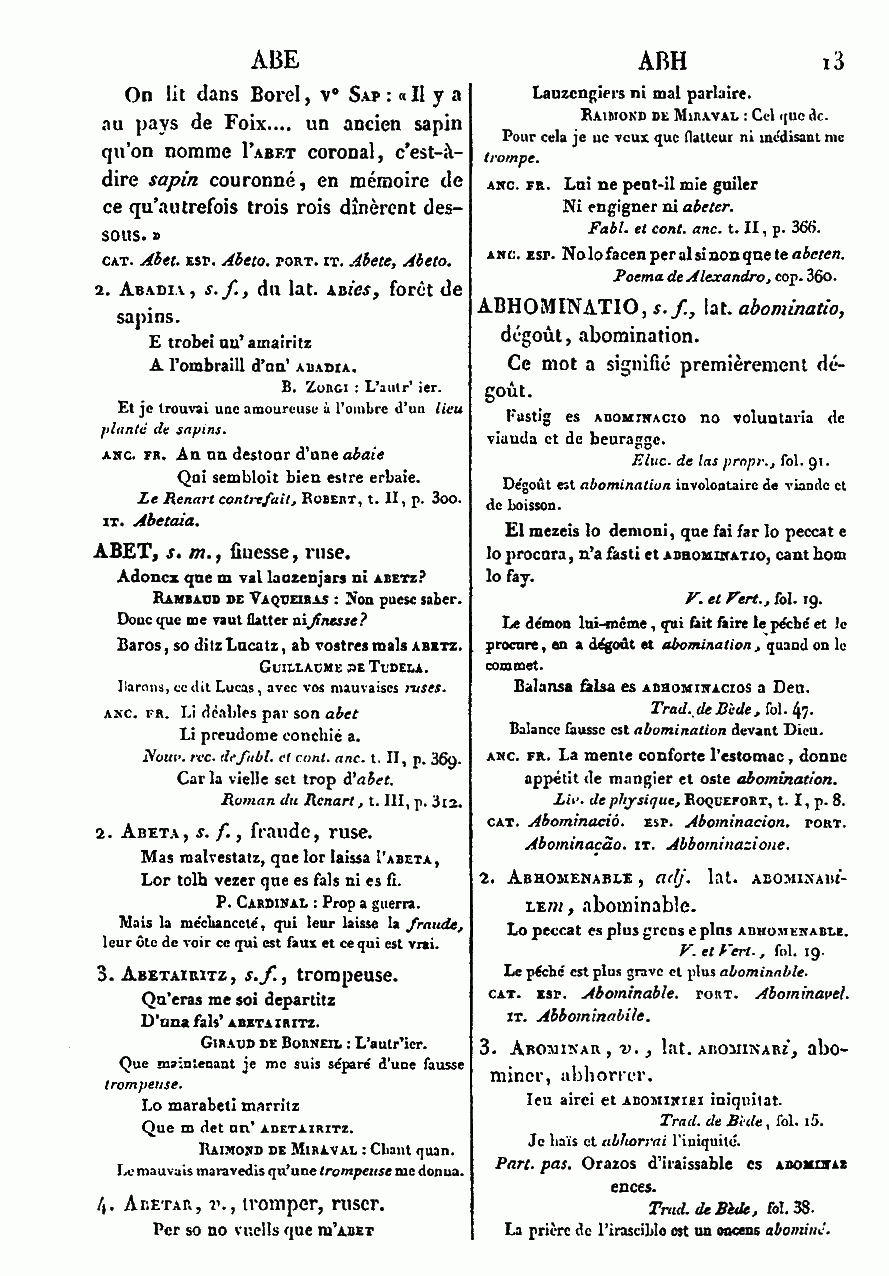 ABE
ABH
13
On lit dans Borel, v° SAP : « Il y a
au pays de Foix.... un ancien sapin
qu'on nomme l'ABET coronal, c'est-à-
dire sapin couronné, en mémoire de
ce qu'autrefois trois rois dînèrent des-
sous. »
CAT. Abet. ESP. Abeto. PORT. IT. Abete, Abeto.
2. ABADIA, s. f., du lat. ABies, forêt de
sapins.
E trobei un' amairitz
A l'ombraill d'un' ABADIA.
B. ZORGI : L'autr' ier.
Et je trouvai une amoureuse à l'ombre d'un lieu
planté de sapins.
ANC. FR. An un destour d'une abaie
Qui sembloit bien estre erbaie.
Le Renart contrefait, ROBERT, t. II, p. 300.
IT. Abetaia.
ABET, s. m., finesse, ruse.
Adoncx que m val lauzenjars ni ABETZ?
RAMBAUD DE VAQUEIRAS : Non puesc saber.
Donc que me vaut flatter ni finesse?
Baros, so ditz Lucatz, ab vostres mals ABETZ.
GUILLAUME DE TUDELA.
Barons, ce dit Lucas, avec vos mauvaises ruses.
ANC. FR. Li déables par son abet
Li preudome conchié a.
Nouv. rec. de fabl. et cont. anc. t. II, p. 369.
Car la vielle set trop d'abet.
Roman du Renart, t. III, p. 312.
2. ABETA, s. f., fraude, ruse.
Mas malvestatz, que lor laissa l'ABETA,
Lor tolh vezer que es fals ni es fi.
P. CARDINAL : Prop a guerra.
Mais la méchanceté, qui leur laisse la fraude,
leur ôte de voir ce qui est faux et ce qui est vrai.
3. ABETAIRITZ, s. f., trompeuse.
Qu'eras me soi departitz
D'una fals' ABETAIRITZ.
GIRAUD DE BORNEIL : L'autr'ier.
Que maintenant je me suis séparé d'une fausse
trompeuse.
Lo marabeti marritz
Que m det un' ABETAIRITZ.
RAIMOND DE MIRAVAL : Chant quan.
Le mauvais maravedis qu'une trompeuse me donna.
4. ABETAR, v., tromper, ruser.
Per so no vuells que m'ABET
Lauzengiers ni mal parlaire.
RAIMOND DE MIRAVAL : Cel que de.
Pour cela je ne veux que flatteur ni médisant me
trompe.
ANC. FR. Lui ne peut-il mie guiler
Ni engigner ni abeter.
Fabl. et cont. anc. t. II, p. 366.
ANC. ESP. No lo facen per al si non que te abeten.
Poema de Alexandro, cop. 360.
ABHOMINATIO, s. f., lat. abominatio,
dégoût, abomination.
Ce mot a signifié premièrement dé-
goût.
Fastig es ABOMINACIO no voluntaria de
vianda et de beuragge.
Eluc. de las propr., fol. 91.
Dégoût est abomination involontaire de viande et
de boisson.
El mezeis lo demoni, que fai far lo peccat e
lo procura, n'a fasti et ABHOMINATIO, cant hom
lo fay.
V. et Vert., fol. 19.
Le démon lui-même, qui fait faire le péché et le
procure, en a dégoût et abomination, quand on le
commet.
Balansa falsa es ABHOMINACIOS a Deu.
Trad. de Bède, fol. 47.
Balance fausse est abomination devant Dieu.
ANC. FR. La mente conforte l'estomac, donne
appétit de mangier et oste abomination.
Liv. de physique, ROQUEFORT, t. I, p. 8.
CAT. Abominació. ESP. Abominacion. PORT.
Abominação. IT. Abbominazione.
2. ABHOMENABLE, adj. lat. ABOMINABi-
LEm, abominable.
Lo peccat es plus greus e plus ABHOMENABLE.
V. et Vert., fol. 19.
Le péché est plus grave et plus abominable.
CAT. ESP. Abominable. PORT. Abominavel.
IT. Abbominabile.
3. ABOMINAR, v., lat. ABOMINARi, abo-
miner, abhorrer.
Ieu airei et ABOMINIEI iniquitat.
Trad. de Bède, fol. 15.
Je haïs et abhorrai l'iniquité.
Part. pas. Orazos d'iraissable es ABOMINAZ
ences.
Trad. de Bède, fol. 38.
La prière de l'irascible est un encens abominé.